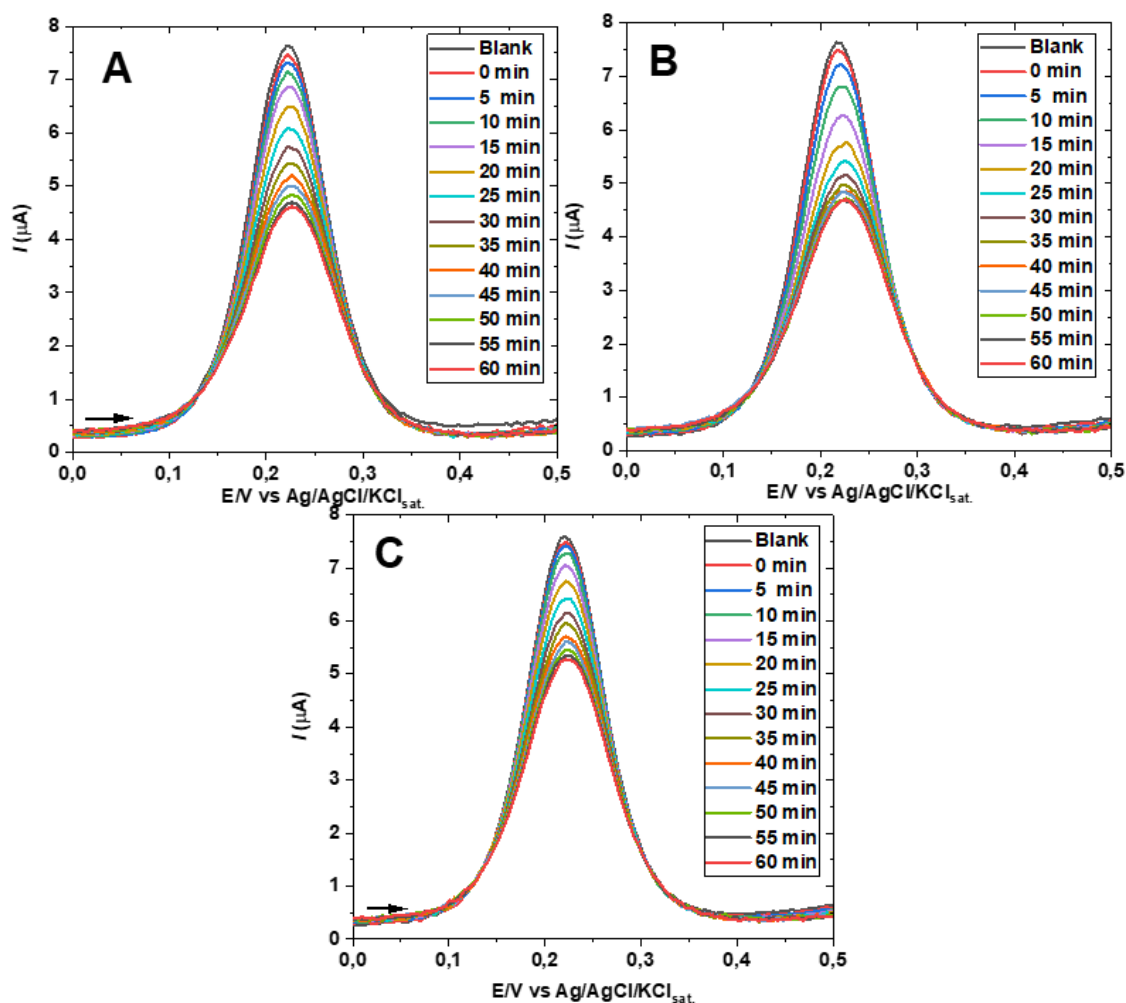 A
8
7
6
5
4
3
2
1
0
I (μA)
0,0 0,1 0,2 0,3 0,4 0,5
E/V vs Ag/AgCl/KCl sat.
Blank
0 min
5 min
10 min
15 min
20 min
25 min
30 min
35 min
40 min
45 min
50 min
55 min
60 min
B
8
7
6
5
4
3
2
1
0
I (μA)
0,0 0,1 0,2 0,3 0,4 0,5
E/V vs Ag/AgCl/KCl sat.
Blank
0 min
5 min
10 min
15 min
20 min
25 min
30 min
35 min
40 min
45 min
50 min
55 min
60 min
C
8
7
6
5
4
3
2
1
0
I (μA)
0,0 0,1 0,2 0,3 0,4 0,5
E/V vs Ag/AgCl/KCl sat.
Blank
0 min
5 min
10 min
15 min
20 min
25 min
30 min
35 min
40 min
45 min
50 min
55 min
60 min